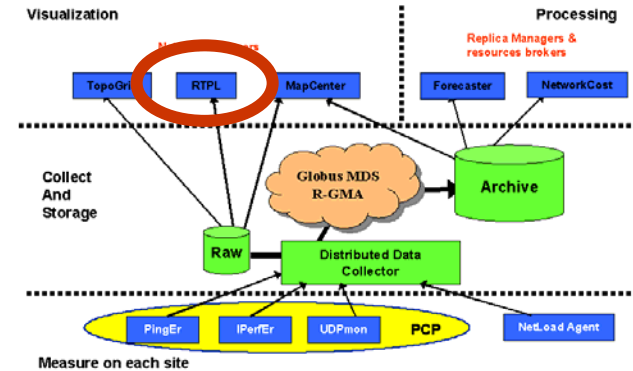 Visualization
Processing
Replica Managers &
resources brokers
RTPL
MapCenter
Forecaster
NetworkCost
Collect
And
Storage
Globus MDS
R-GMA
Archive
Raw
Distributed Data
Collector
PingEr
IPerfEr
UDPmon
PCP
NetLoad Agent
Measure on each site